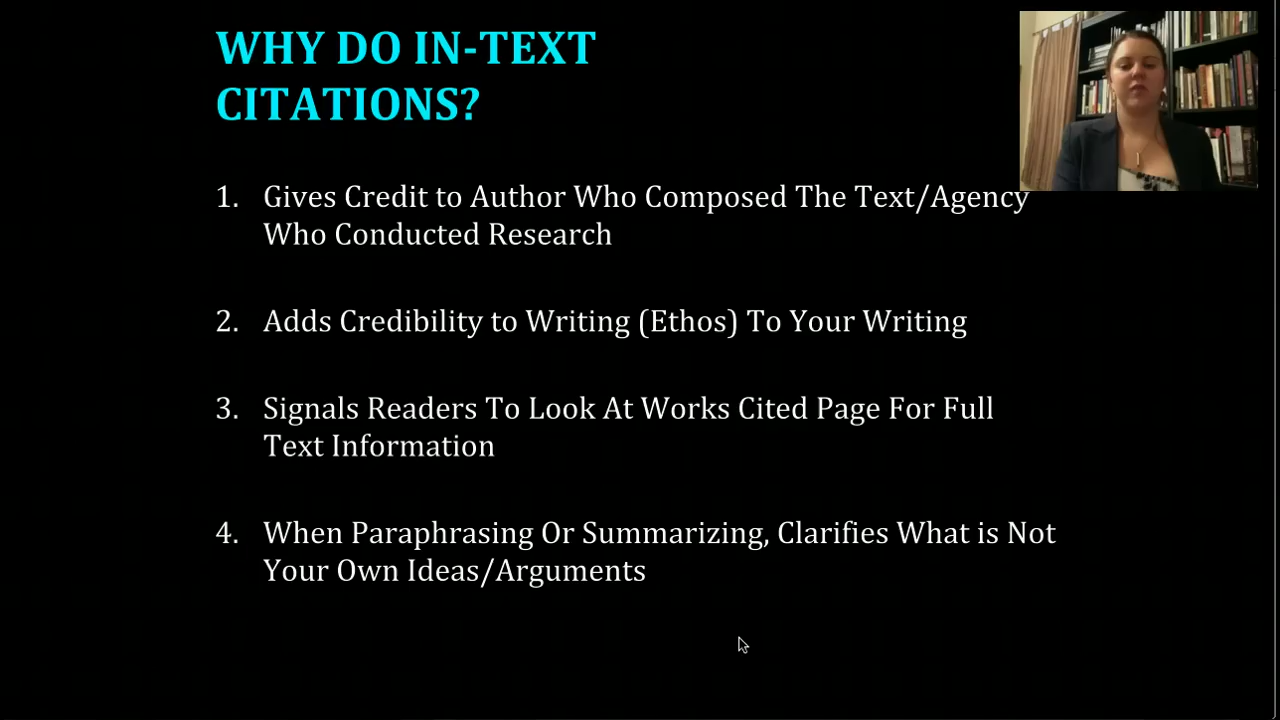 WHY DO IN-TEXT
CITATIONS?
1. Gives Credit to Author Who Composed The Text/Agency
Who Conducted Research
2. Adds Credibility to Writing (Ethos) To Your Writing
3. Signals Readers To Look At Works Cited Page For Full
Text Information
4. When Paraphrasing Or Summarizing, Clarifies What is Not
Your Own Ideas/Arguments